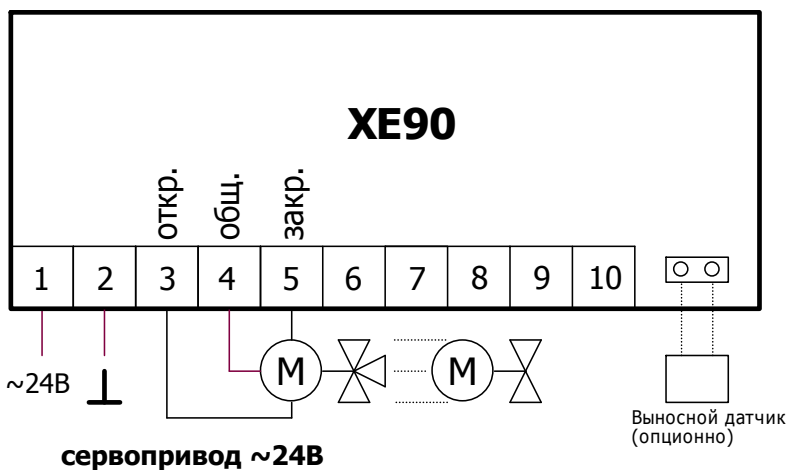 XE90
откр.
общ.
закр.
1 2 3 4 5 6 7 8 9 10
M M
~24В
Выносной датчик
(опционно)
сервопривод ~24В